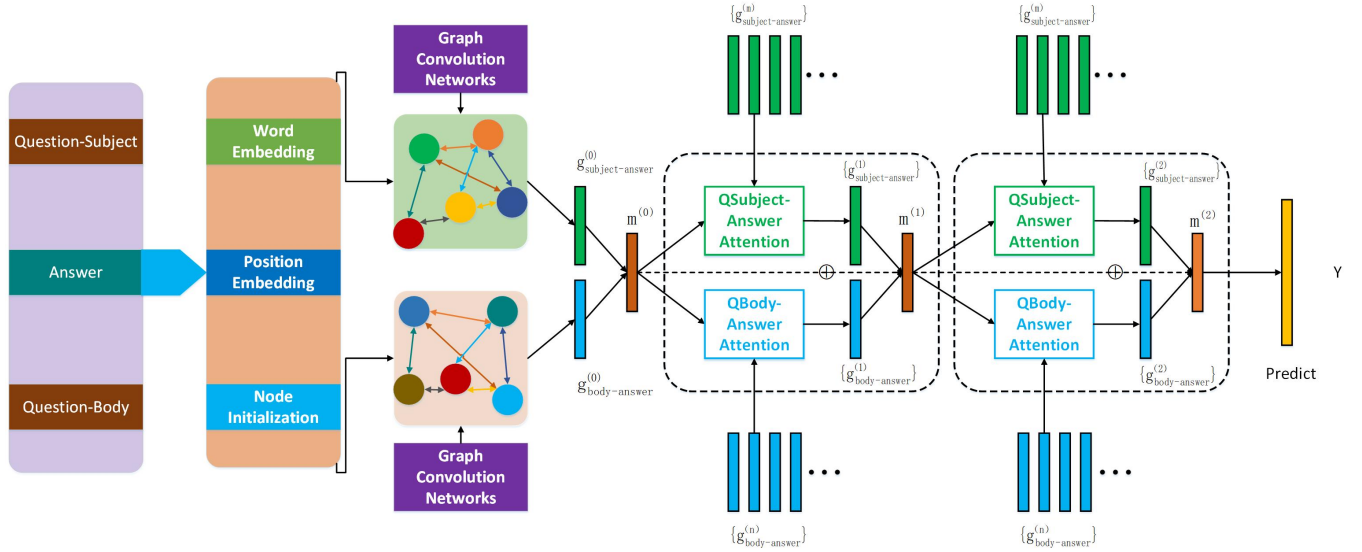 Question-Subject
Answer
Question-Body
Word
Embedding
Position
Embedding
Node
Initialization
Graph
Convolution
Networks
Graph
Convolution
Networks
g^{(0)}_{subject-answer}
g^{(0)}_{body-answer}
m^{(0)}
{g^{(m)}_{subject-answer}}
•••
QSubject-
Answer
Attention
{g^{(1)}_{subject-answer}}
m^{(1)}
⊕
QBody-
Answer
Attention
{g^{(1)}_{body-answer}}
•••
{g^{(n)}_{body-answer}}
{g^{(m)}_{subject-answer}}
•••
QSubject-
Answer
Attention
{g^{(2)}_{subject-answer}}
m^{(2)}
⊕
QBody-
Answer
Attention
{g^{(2)}_{body-answer}}
•••
{g^{(n)}_{body-answer}}
Y
Predict